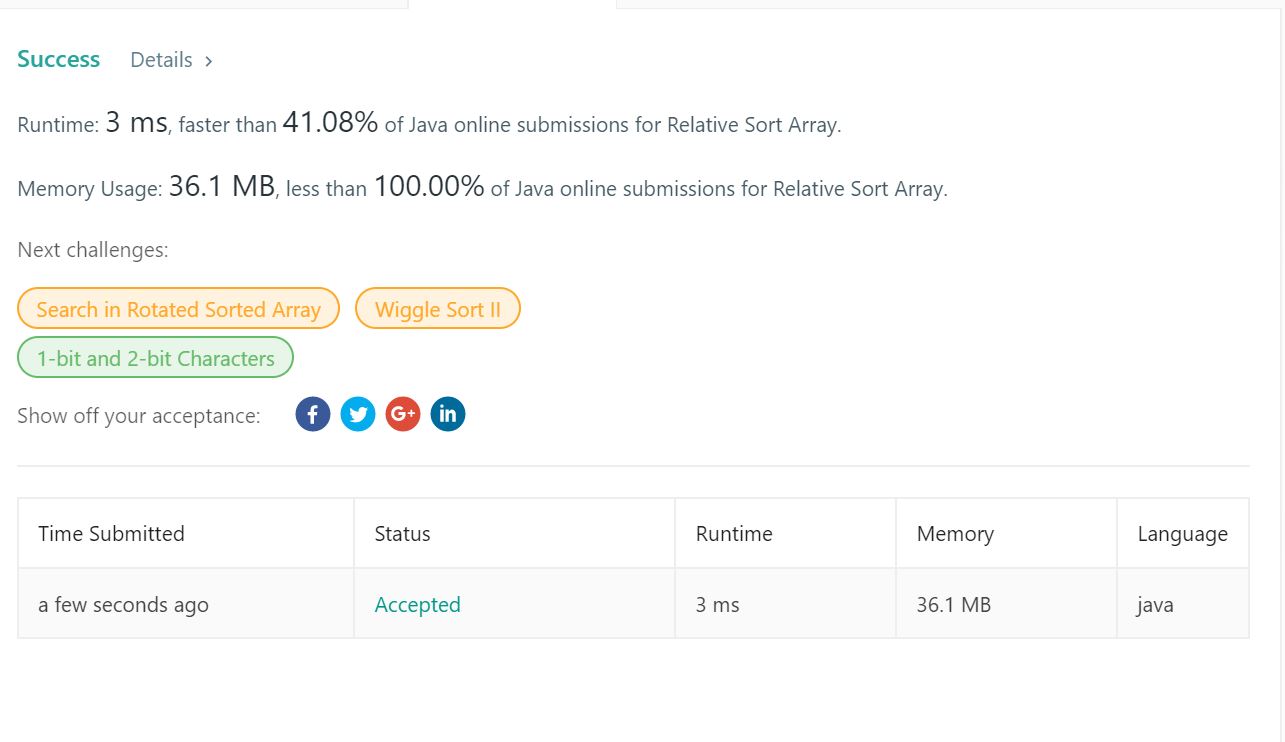 Success Details >
Runtime: 3 ms, faster than 41.08% of Java online submissions for Relative Sort Array.
Memory Usage: 36.1 MB, less than 100.00% of Java online submissions for Relative Sort Array.
Next challenges:
Search in Rotated Sorted Array Wiggle Sort II
1-bit and 2-bit Characters
Show off your acceptance: f G+ in
Time Submitted Status Runtime Memory Language
a few seconds ago Accepted 3 ms 36.1 MB java